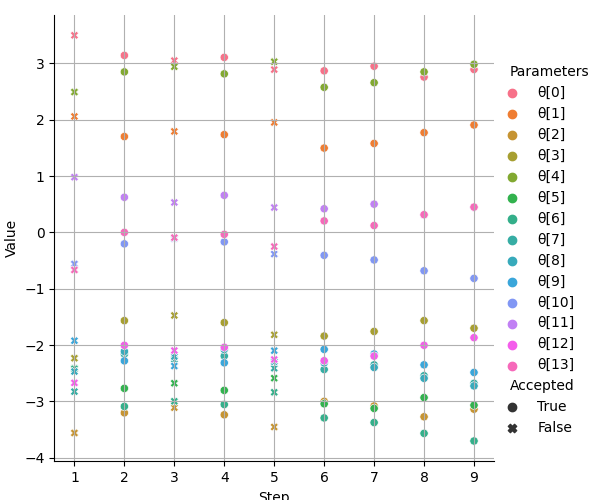 3
2
1
0
−1
−2
−3
−4
Value
1 2 3 4 5 6 7 8 9
Step
Parameters
θ[0]
θ[1]
θ[2]
θ[3]
θ[4]
θ[5]
θ[6]
θ[7]
θ[8]
θ[9]
θ[10]
θ[11]
θ[12]
θ[13]
Accepted
True
False